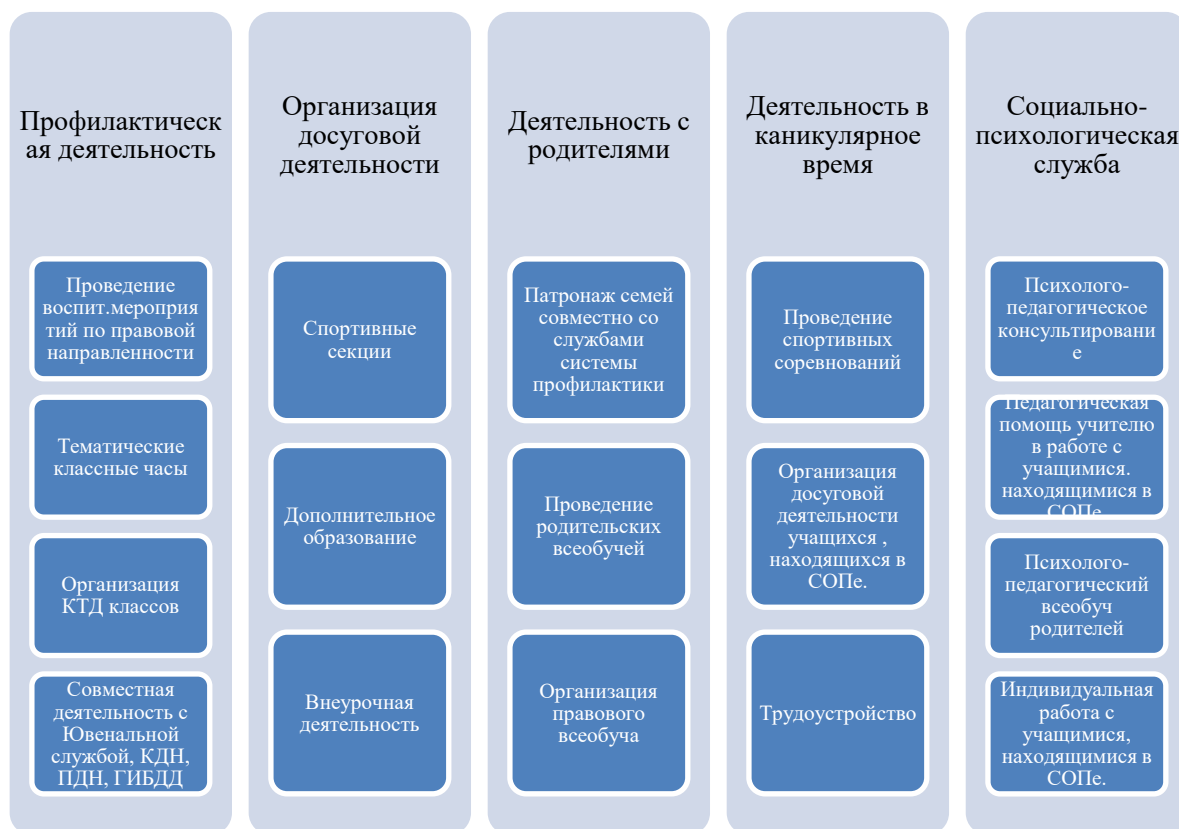 Профилактическ
ая деятельность
Проведение
воспит.мероприя
тий по правовой
направленности
Тематические
классные часы
Организация
КТД классов
Совместная
деятельность с
Ювенальной
службой, КДН,
ПДН, ГИБДД
Организация
досуговой
деятельности
Спортивные
секции
Дополнительное
образование
Внеурочная
деятельность
Деятельность с
родителями
Патронаж семей
совместно со
службами
системы
профилактики
Проведение
родительских
всеобучей
Организация
правового
всеобуча
Деятельность в
каникулярное
время
Проведение
спортивных
соревнований
Организация
досуговой
деятельности
учащихся ,
находящихся в
СОПе.
Трудоустройство
Социально-
психологическая
служба
Психолого-
педагогическое
консультировани
е
Педагогическая
помощь учителю
в работе с
учащимися.
находящимися в
СОПе.
Психолого-
педагогический
всеобуч
родителей
Индивидуальная
работа с
учащимися,
находящимися в
СОПе.